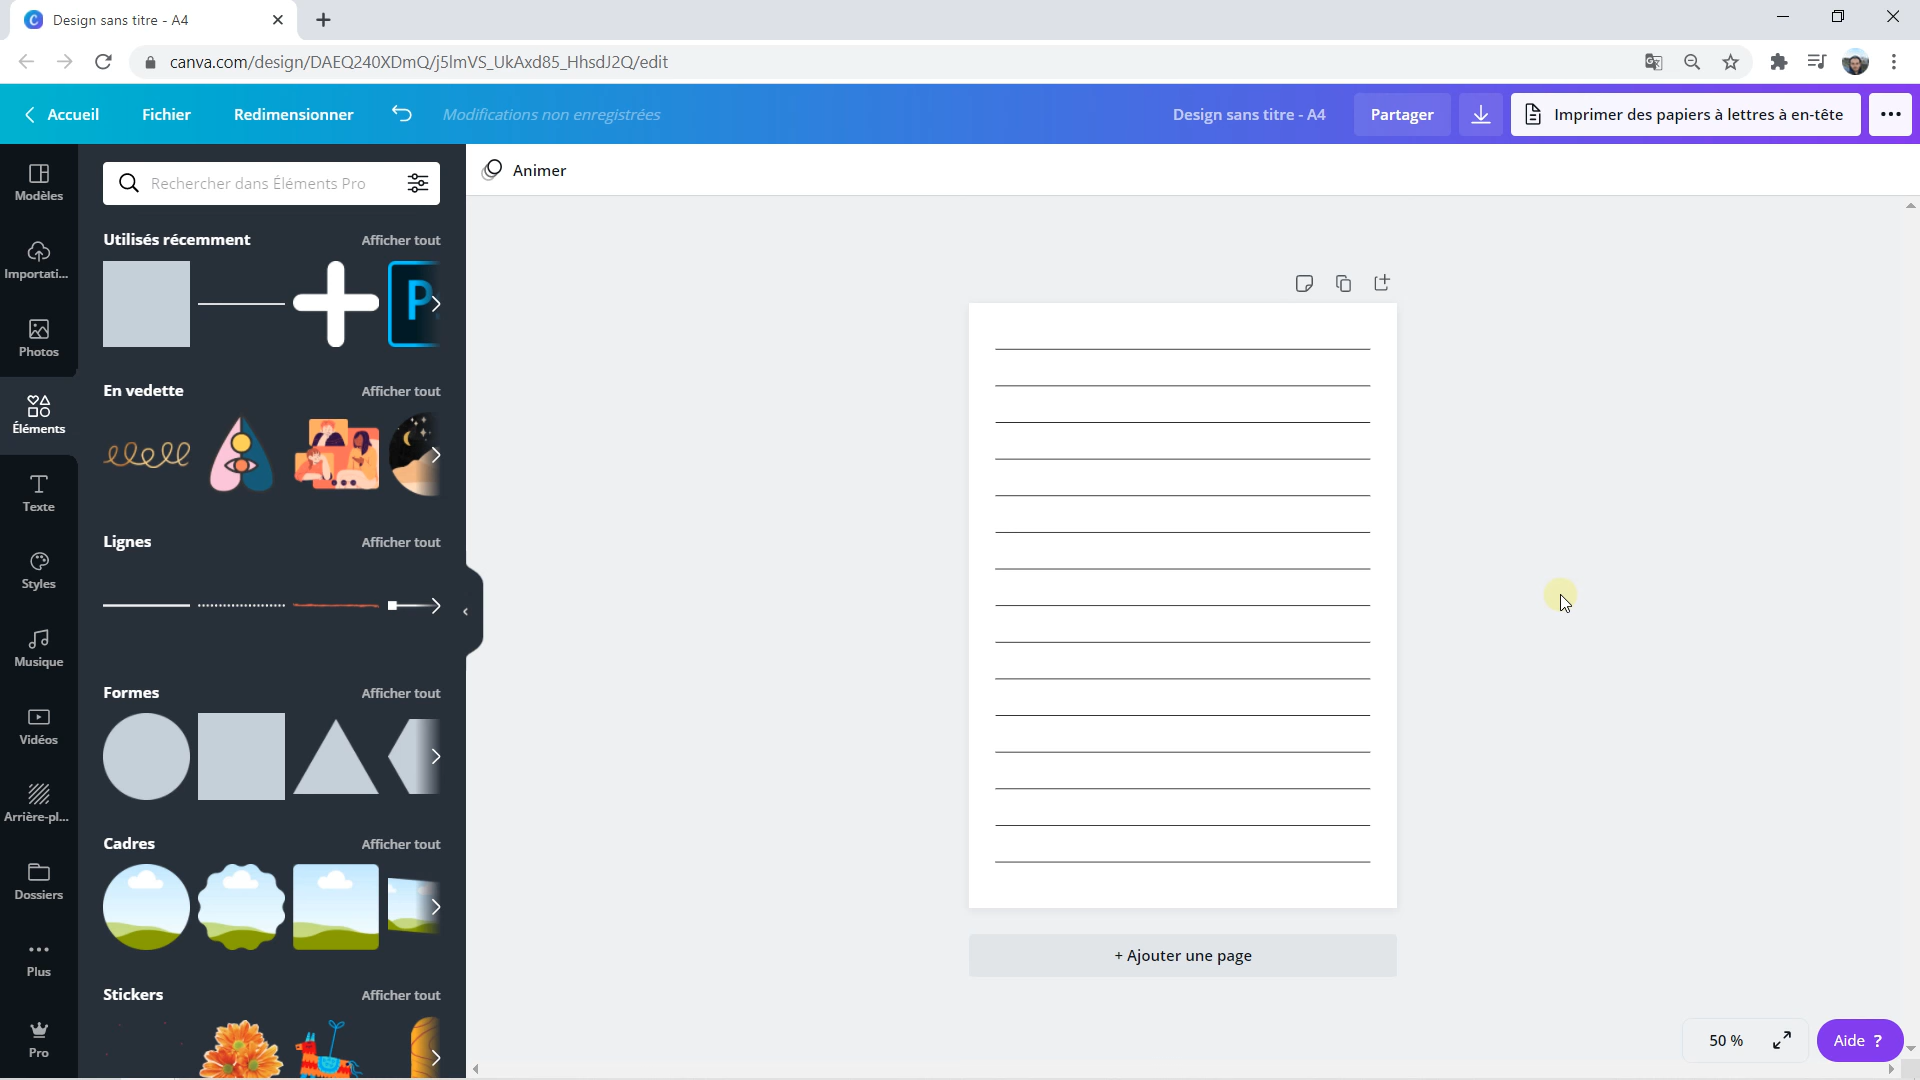 Design sans titre - A4
canva.com/design/DAEQ240XDmQ/j5lmVS_UkAxd85_HhsdJ2Q/edit
Accueil
Fichier
Redimensionner
Modifications non enregistrées
Design sans titre - A4
Partager
Imprimer des papiers à lettres à en-tête
Modèles
Importati...
Photos
Éléments
Texte
Styles
Musique
Vidéos
Arrière-pl...
Dossiers
Plus
Pro
Rechercher dans Éléments Pro
Utilisés récemment
Afficher tout
P
En vedette
Afficher tout
Lignes
Afficher tout
Formes
Afficher tout
Cadres
Afficher tout
Stickers
Afficher tout
Animer
+ Ajouter une page
50 %
Aide ?